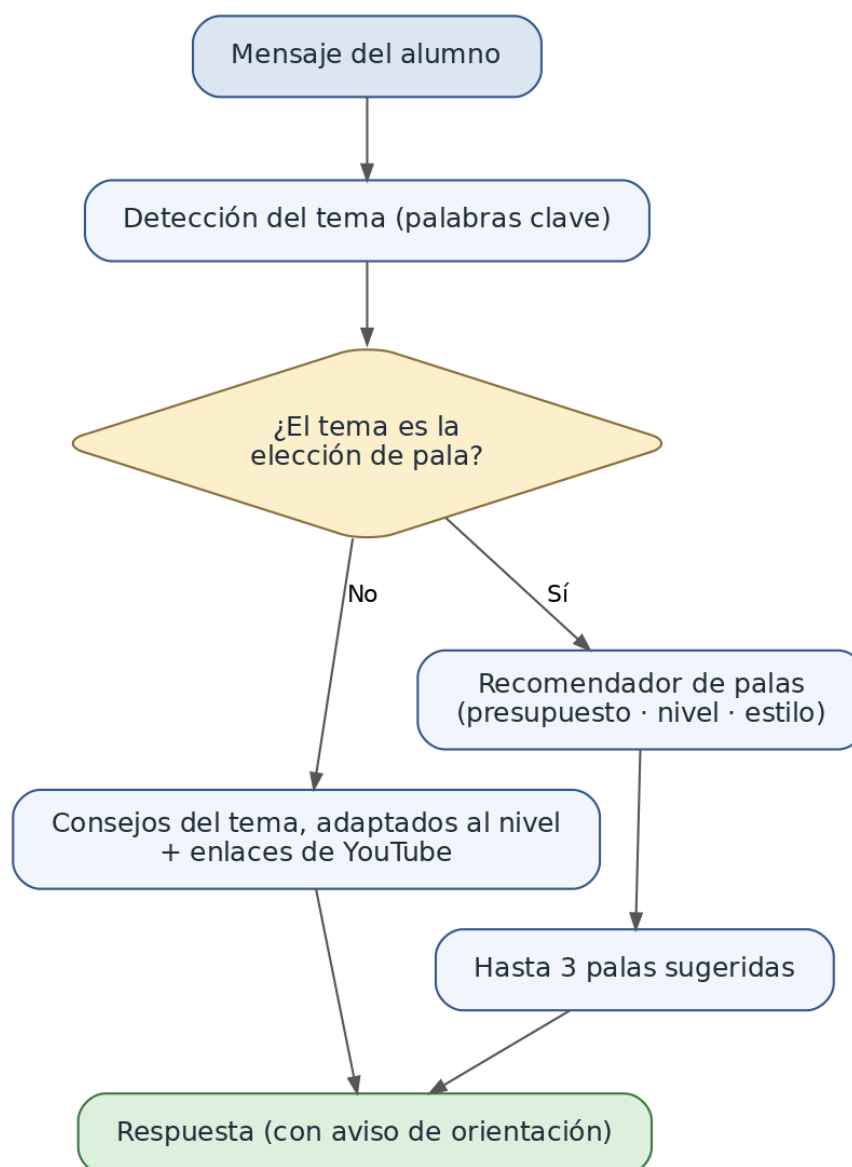 Mensaje del alumno
Detección del tema (palabras clave)
¿El tema es la
elección de pala?
No
Sí
Recomendador de palas
(presupuesto · nivel · estilo)
Consejos del tema, adaptados al nivel
+ enlaces de YouTube
Hasta 3 palas sugeridas
Respuesta (con aviso de orientación)